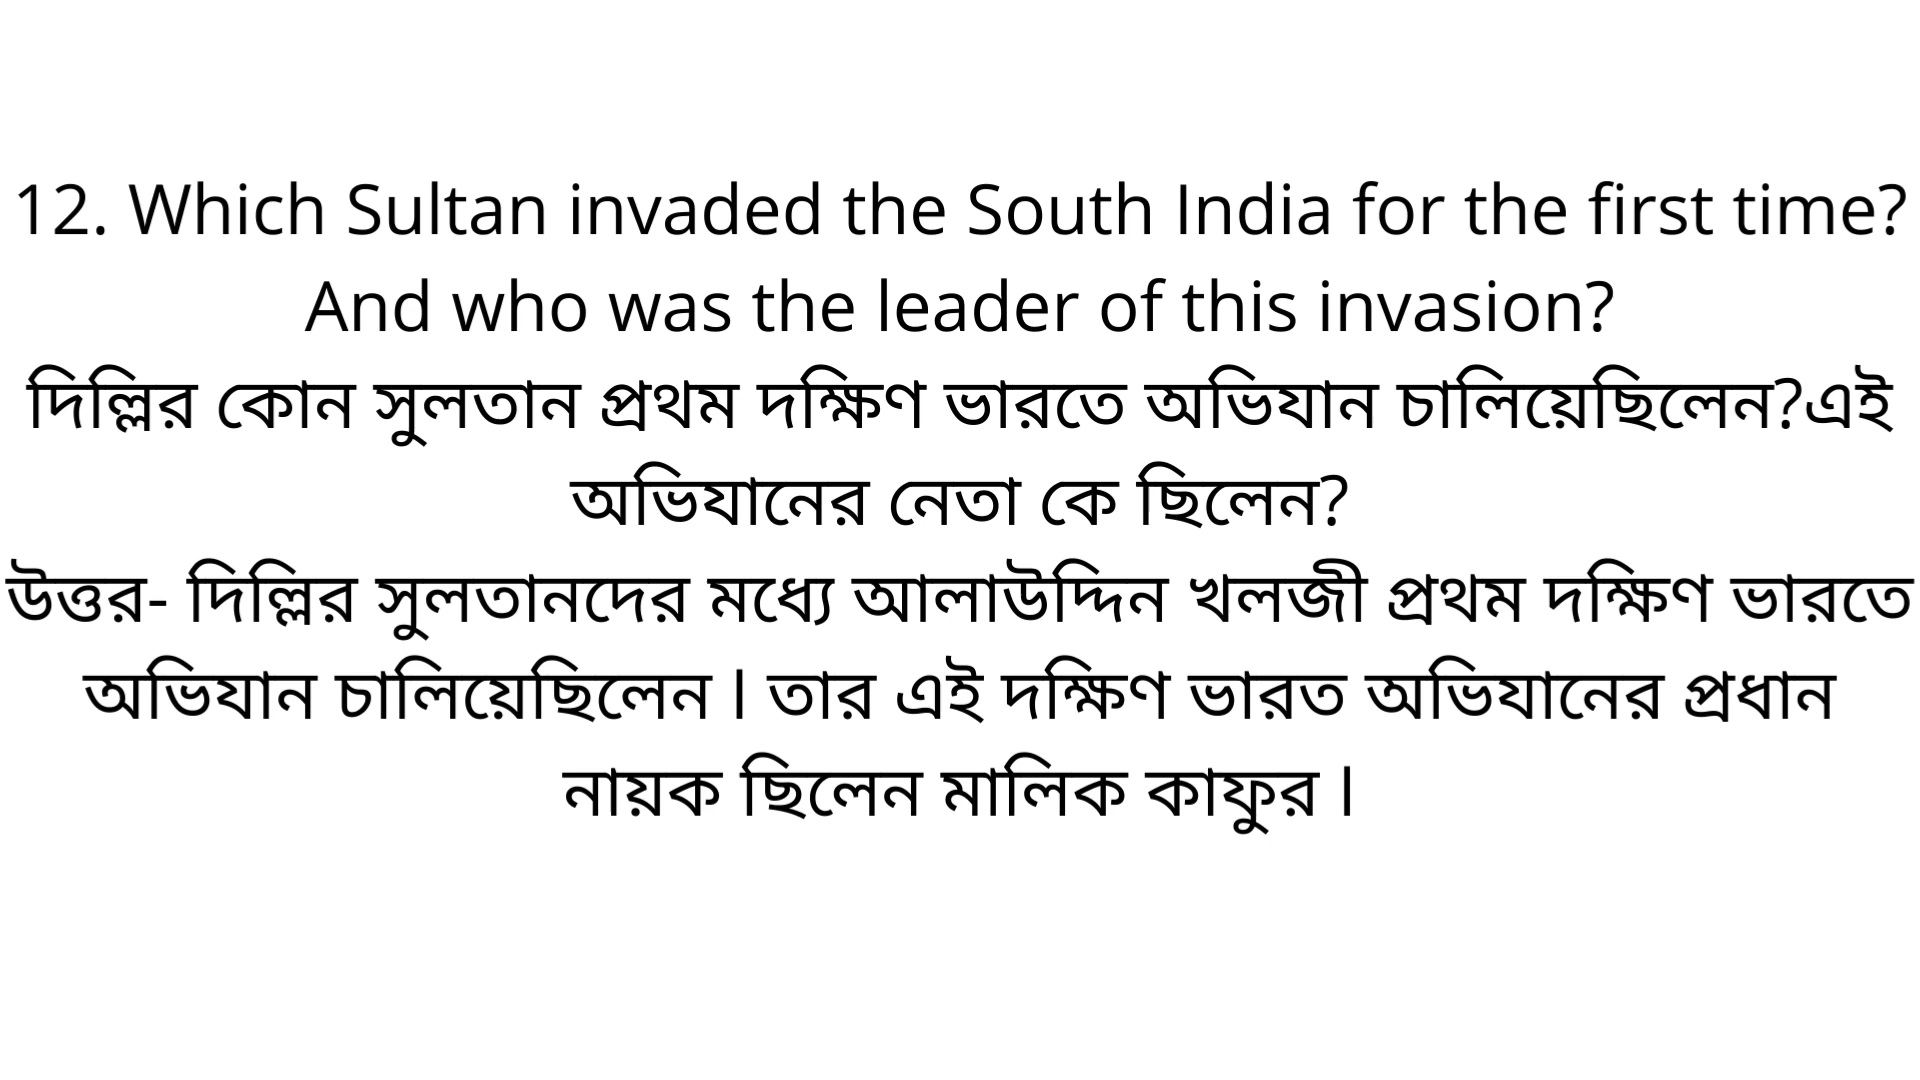 12. Which Sultan invaded the South India for the first time?
And who was the leader of this invasion?
দিল্লির কোন সুলতান প্রথম দক্ষিণ ভারতে অভিযান চালিয়েছিলেন?এই
অভিযানের নেতা কে ছিলেন?
উত্তর- দিল্লির সুলতানদের মধ্যে আলাউদ্দিন খলজী প্রথম দক্ষিণ ভারতে
অভিযান চালিয়েছিলেন l তার এই দক্ষিণ ভারত অভিযানের প্রধান
নায়ক ছিলেন মালিক কাফুর l